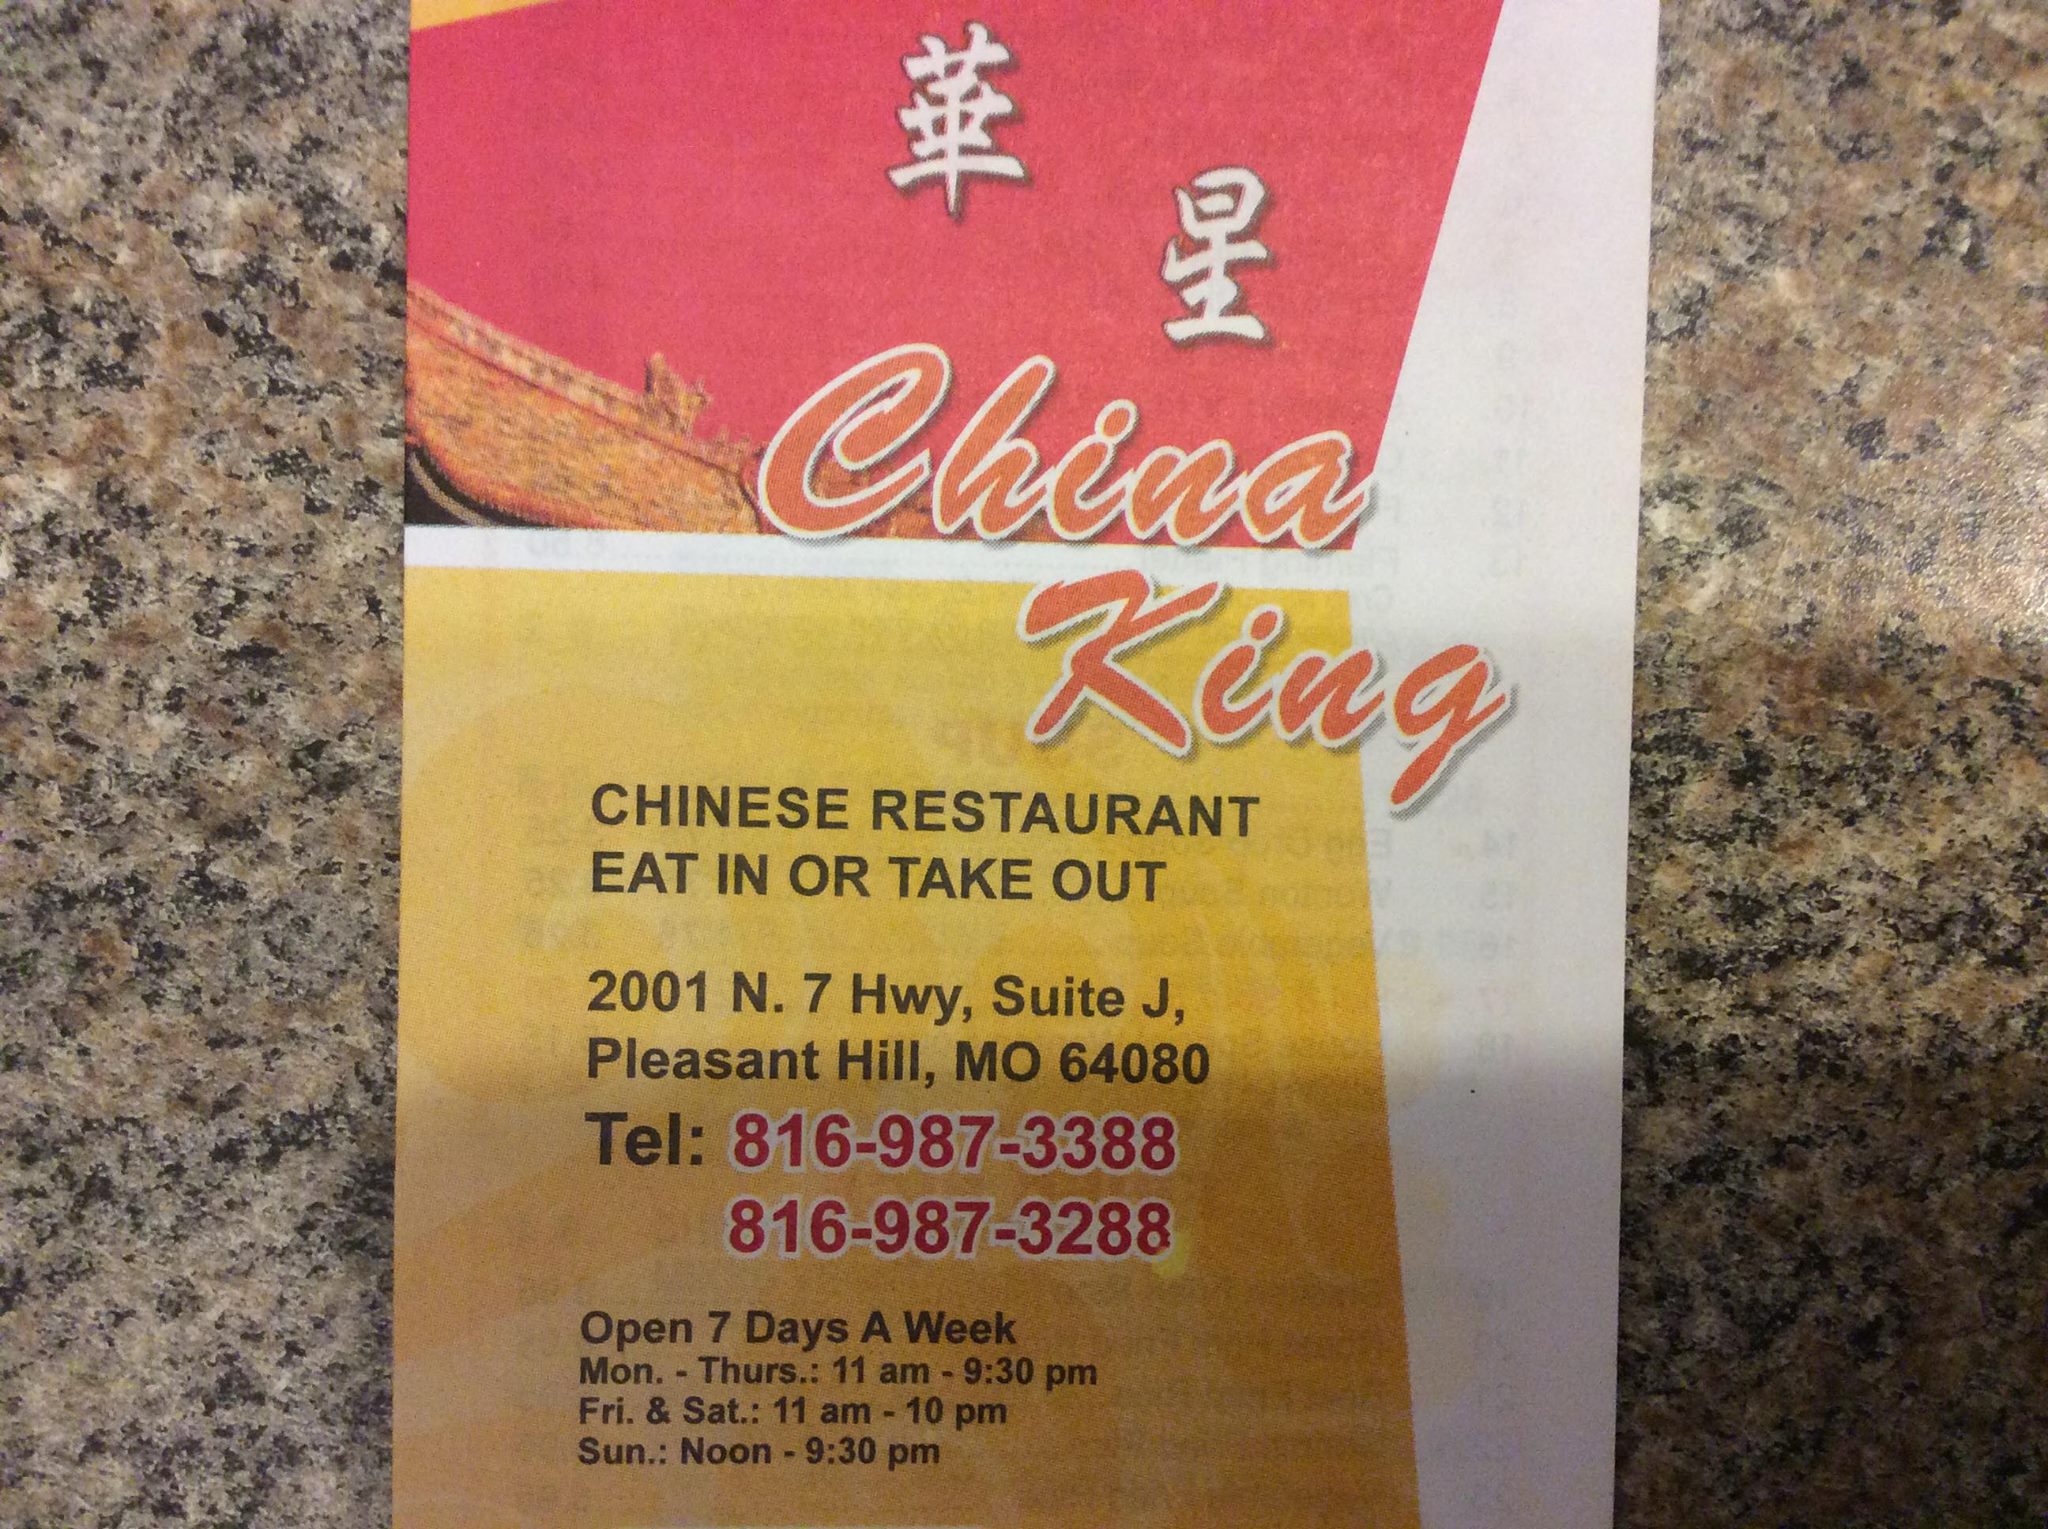 華
星
China
King
CHINESE RESTAURANT
EAT IN OR TAKE OUT
2001 N. 7 Hwy, Suite J,
Pleasant Hill, MO 64080
Tel: 816-987-3388
816-987-3288
Open 7 Days A Week
Mon. - Thurs.: 11 am - 9:30 pm
Fri. & Sat.: 11 am - 10 pm
Sun.: Noon - 9:30 pm